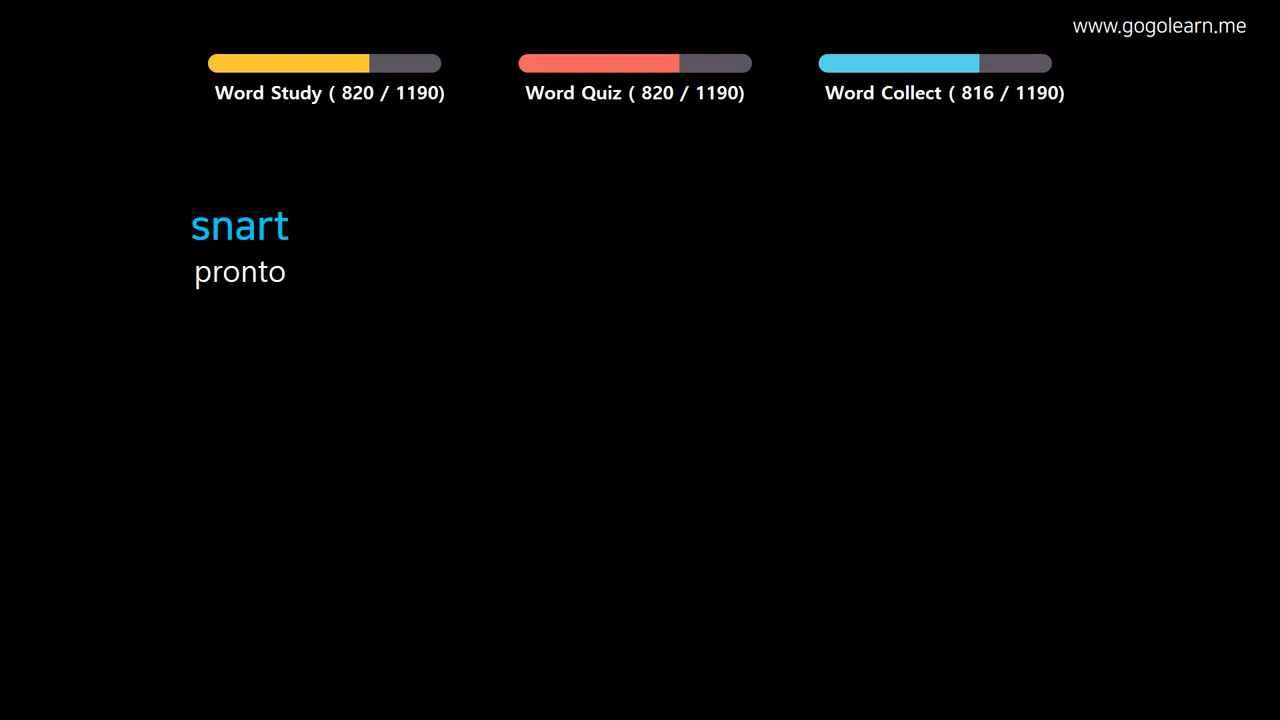 www.gogolearn.me
Word Study ( 820 / 1190)
Word Quiz ( 820 / 1190)
Word Collect ( 816 / 1190)
snart
pronto